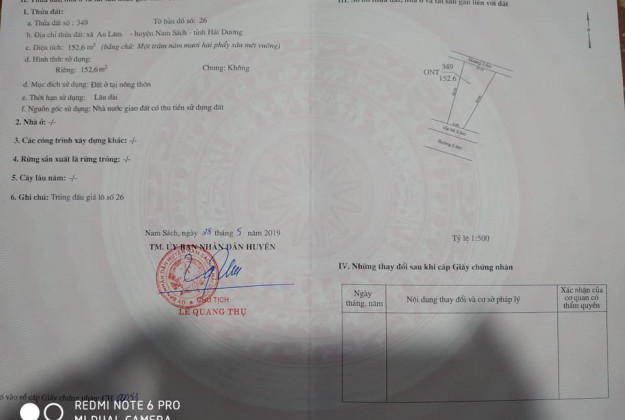 1. Thửa đất:
a. Thửa đất số : 349 Tờ bản đồ số: 26
b. Địa chỉ thửa đất: xã An Lâm - huyện Nam Sách - tỉnh Hải Dương
c. Diện tích: 152,6 m² (bằng chữ: Một trăm năm mươi hai phẩy sáu mét vuông)
d. Hình thức sử dụng:
Riêng: 152,6 m² Chung: Không
đ. Mục đích sử dụng: Đất ở tại nông thôn
e. Thời hạn sử dụng: Lâu dài
f. Nguồn gốc sử dụng: Nhà nước giao đất có thu tiền sử dụng đất
2. Nhà ở: -/-
3. Các công trình xây dựng khác: -/-
4. Rừng sản xuất là rừng trồng: -/-
5. Cây lâu năm: -/-
6. Ghi chú: Trúng đấu giá lô số 26
Nam Sách, ngày 28 tháng 5 năm 2019
TM. ỦY BAN NHÂN DÂN HUYỆN
CHỦ TỊCH
LÊ QUANG THỤ
ONT 349
152.6
Tỷ lệ 1:500
IV. Những thay đổi sau khi cấp Giấy chứng nhận
Ngày tháng, năm
Nội dung thay đổi và cơ sở pháp lý
Xác nhận của cơ quan có thẩm quyền
số vào sổ cấp Giấy chứng nhận: CH
REDMI NOTE 6 PRO
MI DUAL CAMERA